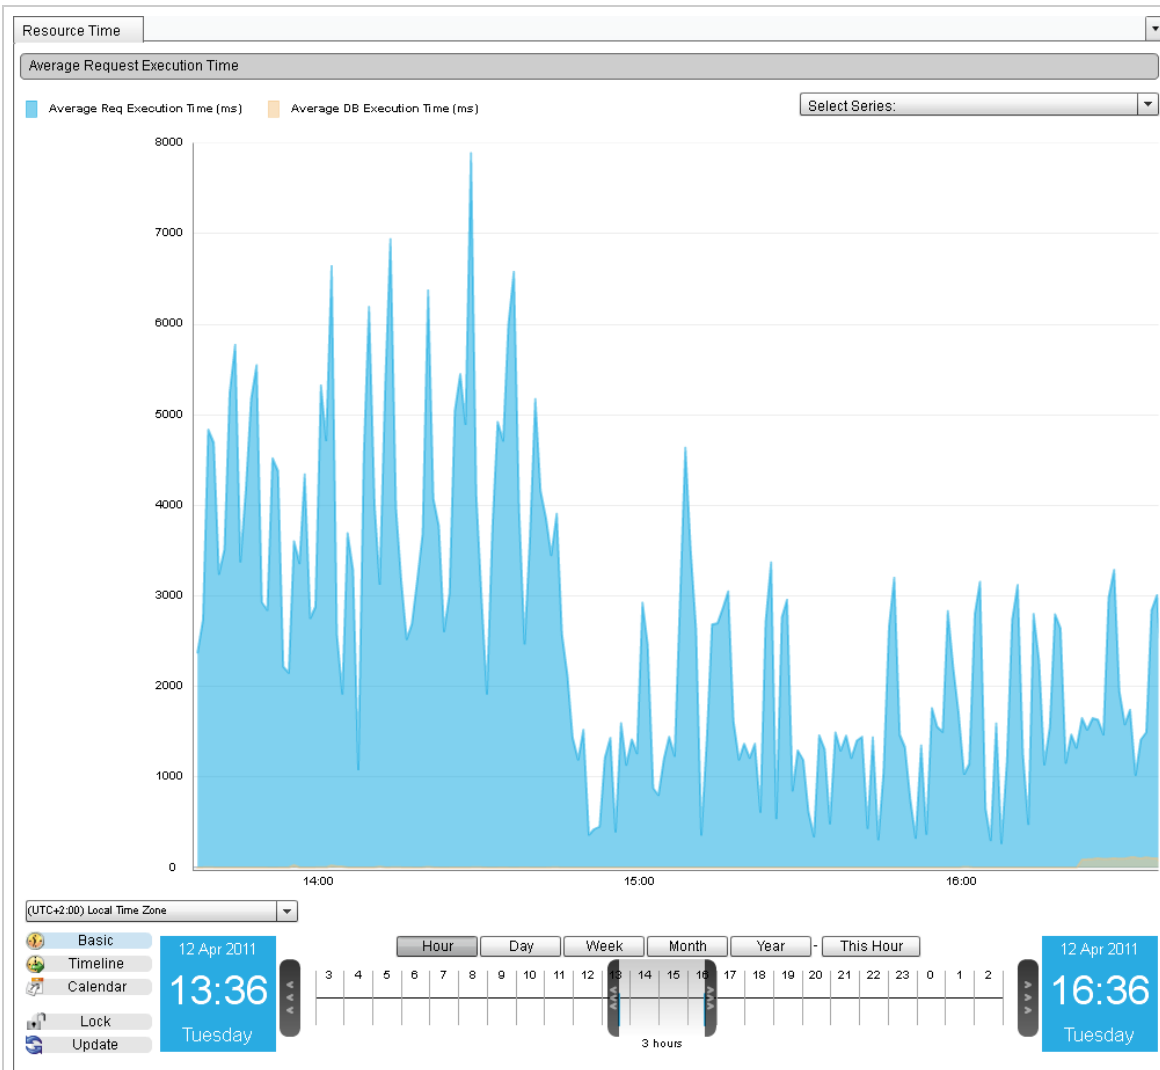 Resource Time
Average Request Execution Time
Average Req Execution Time (ms) Average DB Execution Time (ms) Select Series:
8000
7000
6000
5000
4000
3000
2000
1000
0
14:00 15:00 16:00
(UTC+2:00) Local Time Zone
Basic
Timeline
Calendar
Lock
Update
12 Apr 2011
13:36
Tuesday
Hour Day Week Month Year - This Hour
3 4 5 6 7 8 9 10 11 12 13 14 15 16 17 18 19 20 21 22 23 0 1 2
3 hours
12 Apr 2011
16:36
Tuesday